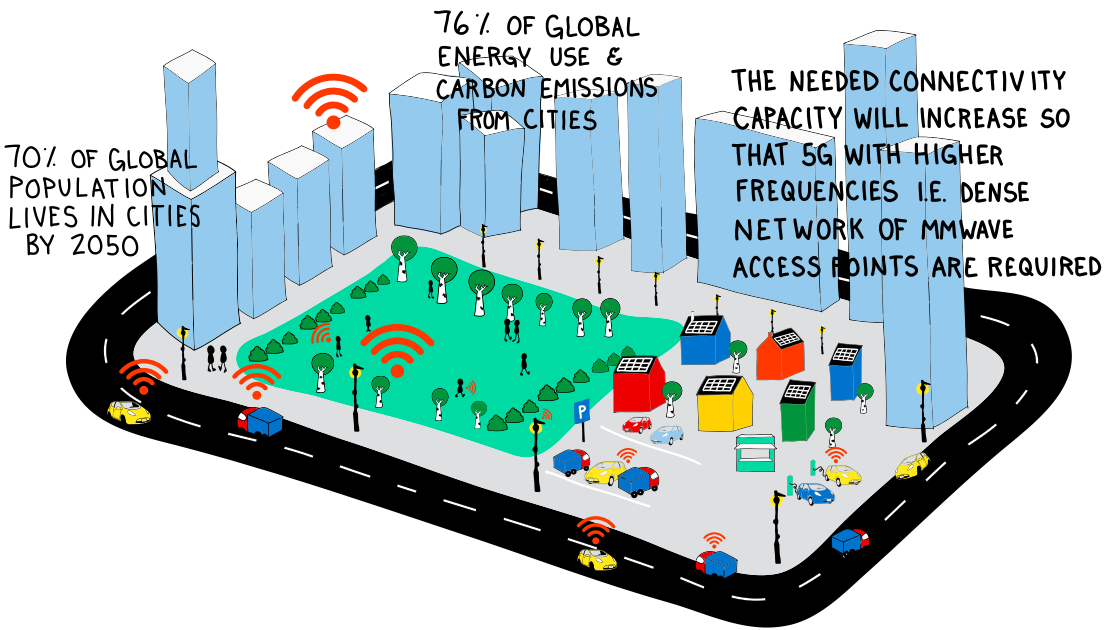 76% OF GLOBAL
ENERGY USE &
CARBON EMISSIONS
FROM CITIES
THE NEEDED CONNECTIVITY
CAPACITY WILL INCREASE SO
THAT 5G WITH HIGHER
FREQUENCIES I.E. DENSE
NETWORK OF MMWAVE
ACCESS POINTS ARE REQUIRED
70% OF GLOBAL
POPULATION
LIVES IN CITIES
BY 2050
P